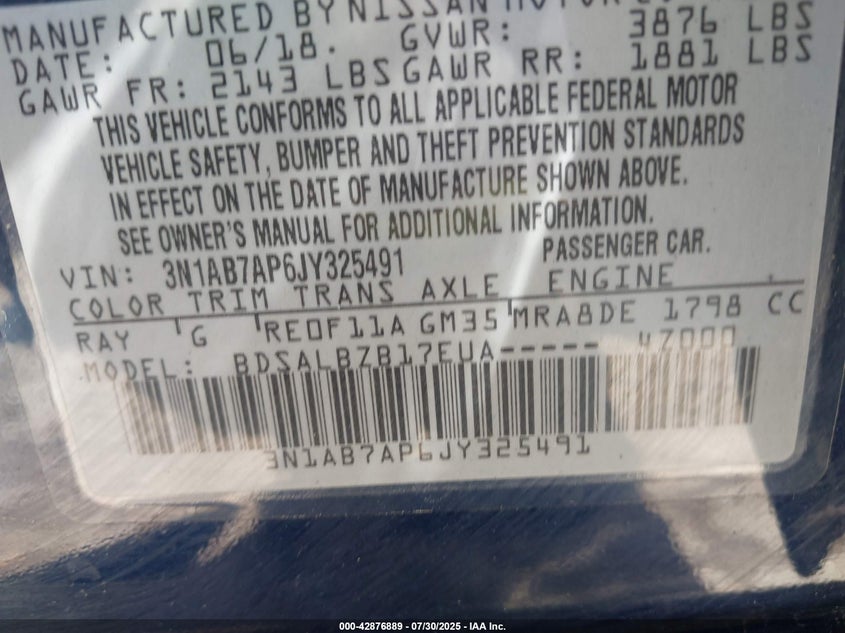 MANUFACTURED BY NISSAN MOTOR
DATE: 06/18. GVWR: 3876 LBS
GAWR FR: 2143 LBS GAWR RR: 1881 LBS
THIS VEHICLE CONFORMS TO ALL APPLICABLE FEDERAL MOTOR
VEHICLE SAFETY, BUMPER AND THEFT PREVENTION STANDARDS
IN EFFECT ON THE DATE OF MANUFACTURE SHOWN ABOVE.
SEE OWNER'S MANUAL FOR ADDITIONAL INFORMATION.
VIN: 3N1AB7AP6JY325491 PASSENGER CAR.
COLOR TRIM TRANS AXLE ENGINE
RAY G RE0F11A GM35 MRA8DE 1798 CC
MODEL: BDSALBZB17EUA----- 47000
3N1AB7AP6JY325491
000-42876889 - 07/30/2025 - IAA Inc.